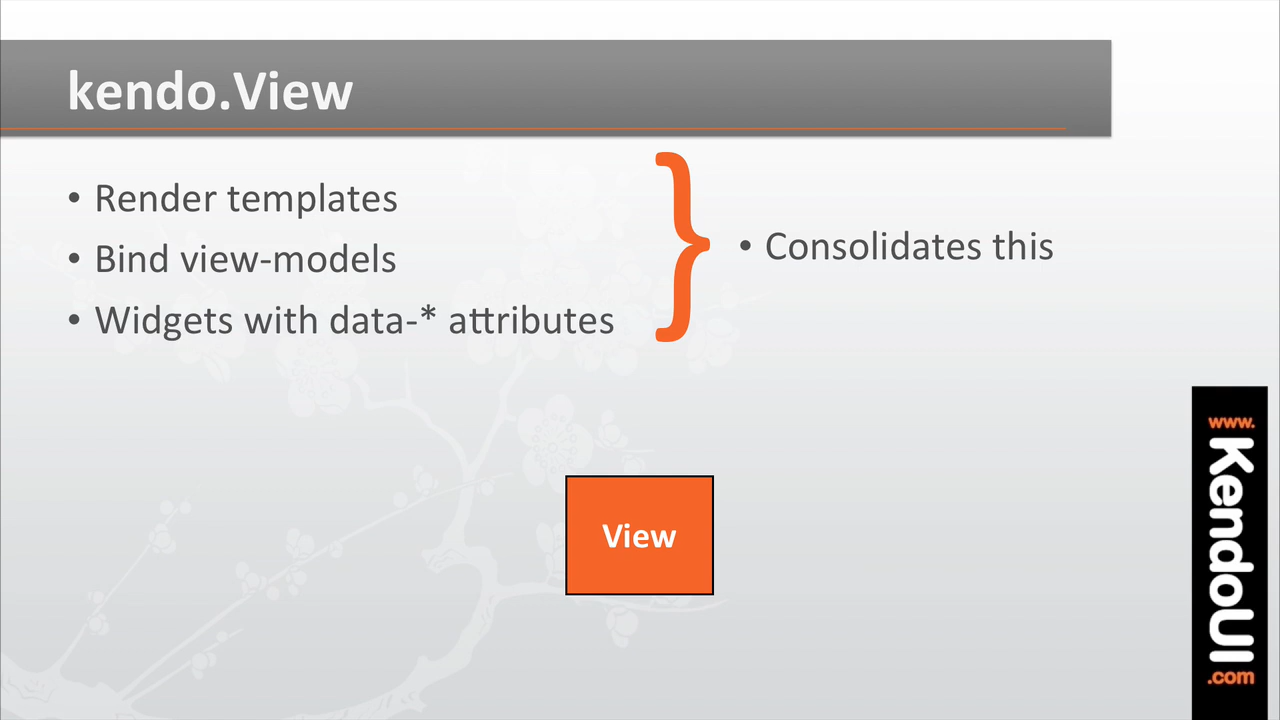 kendo.View
• Render templates
• Bind view-models
• Widgets with data-* attributes
}
• Consolidates this
View
www.
KendoUI
.com